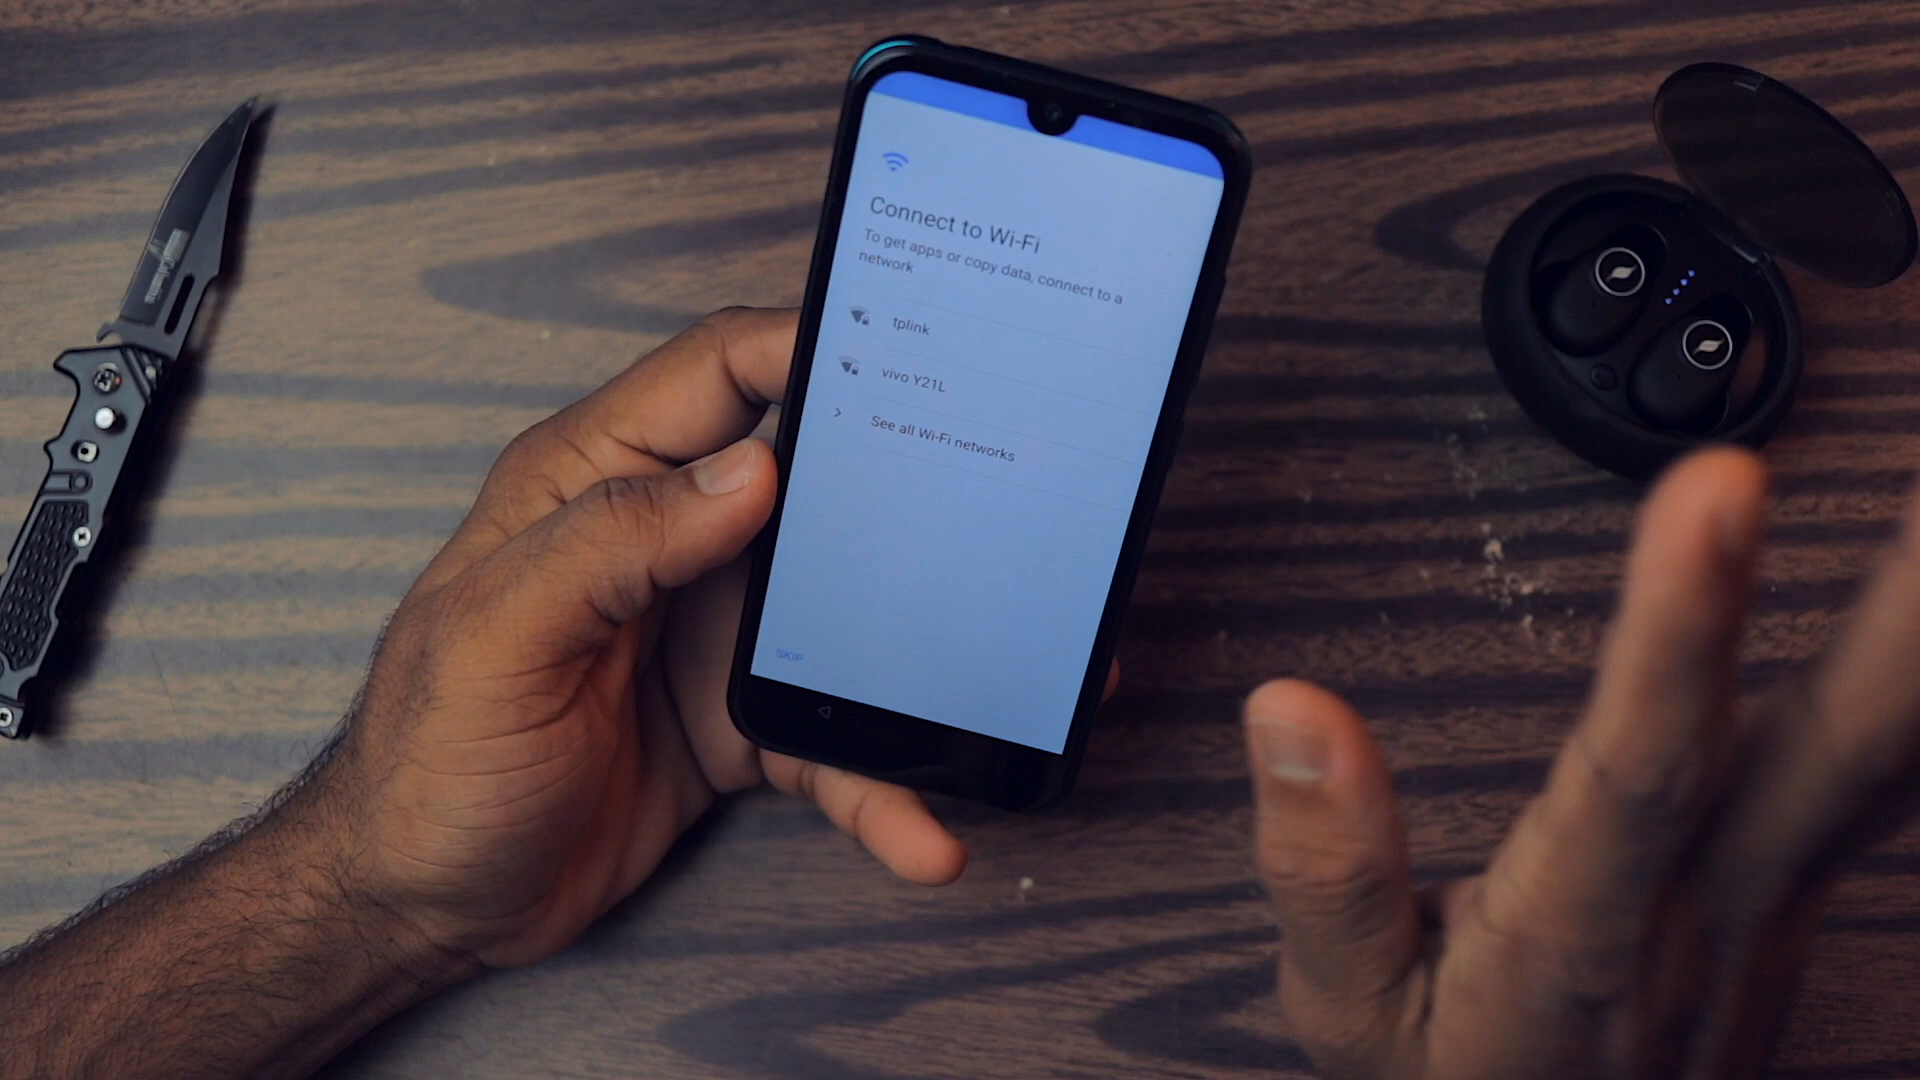 Connect to Wi-Fi
To get apps or copy data, connect to a
network
tplink
vivo Y21L
See all Wi-Fi networks
SKIP